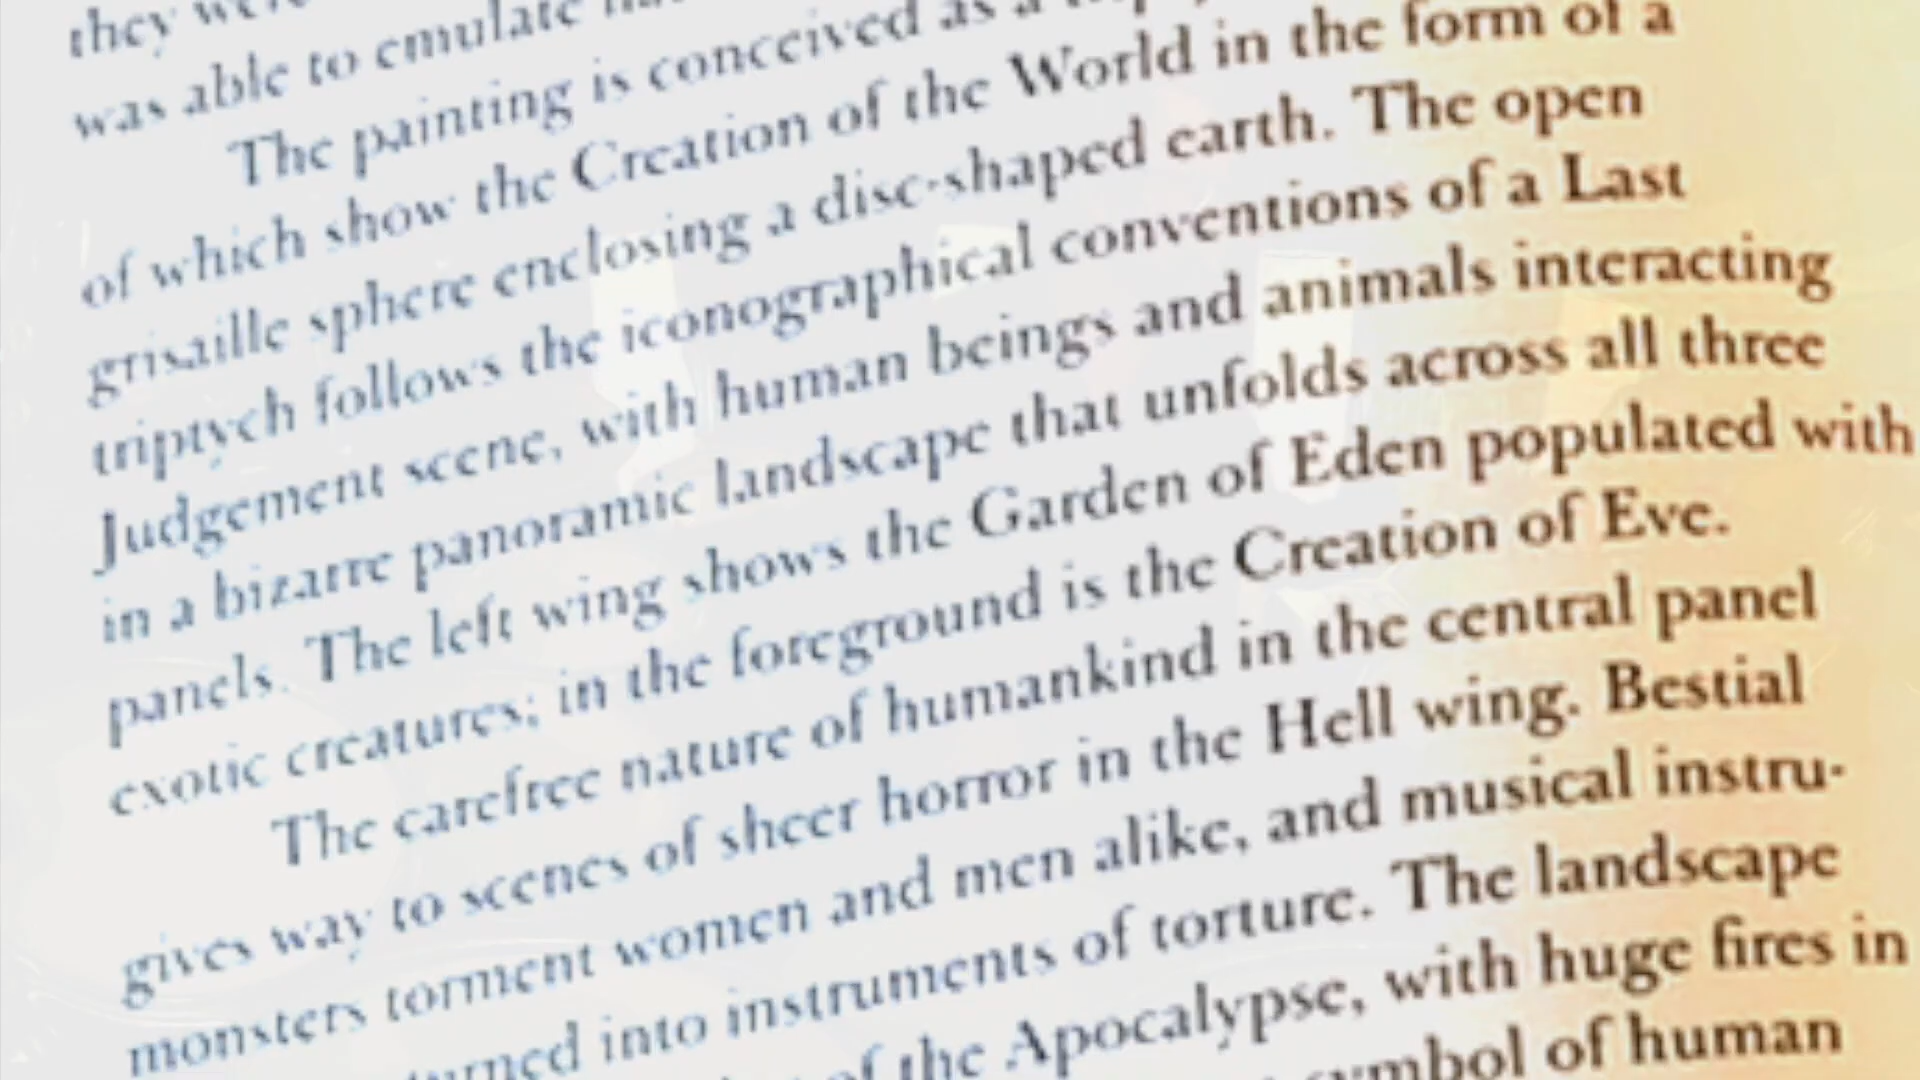 they were
was able to emulate
The painting is conceived as a
of which show the Creation of the World in the form of a
grisaille sphere enclosing a disc-shaped earth. The open
triptych follows the iconographical conventions of a Last
Judgement scene, with human beings and animals interacting
in a bizarre panoramic landscape that unfolds across all three
panels. The left wing shows the Garden of Eden populated with
exotic creatures; in the foreground is the Creation of Eve.
The carefree nature of humankind in the central panel
gives way to scenes of sheer horror in the Hell wing. Bestial
monsters torment women and men alike, and musical instru-
turned into instruments of torture. The landscape
of the Apocalypse, with huge fires in
symbol of human